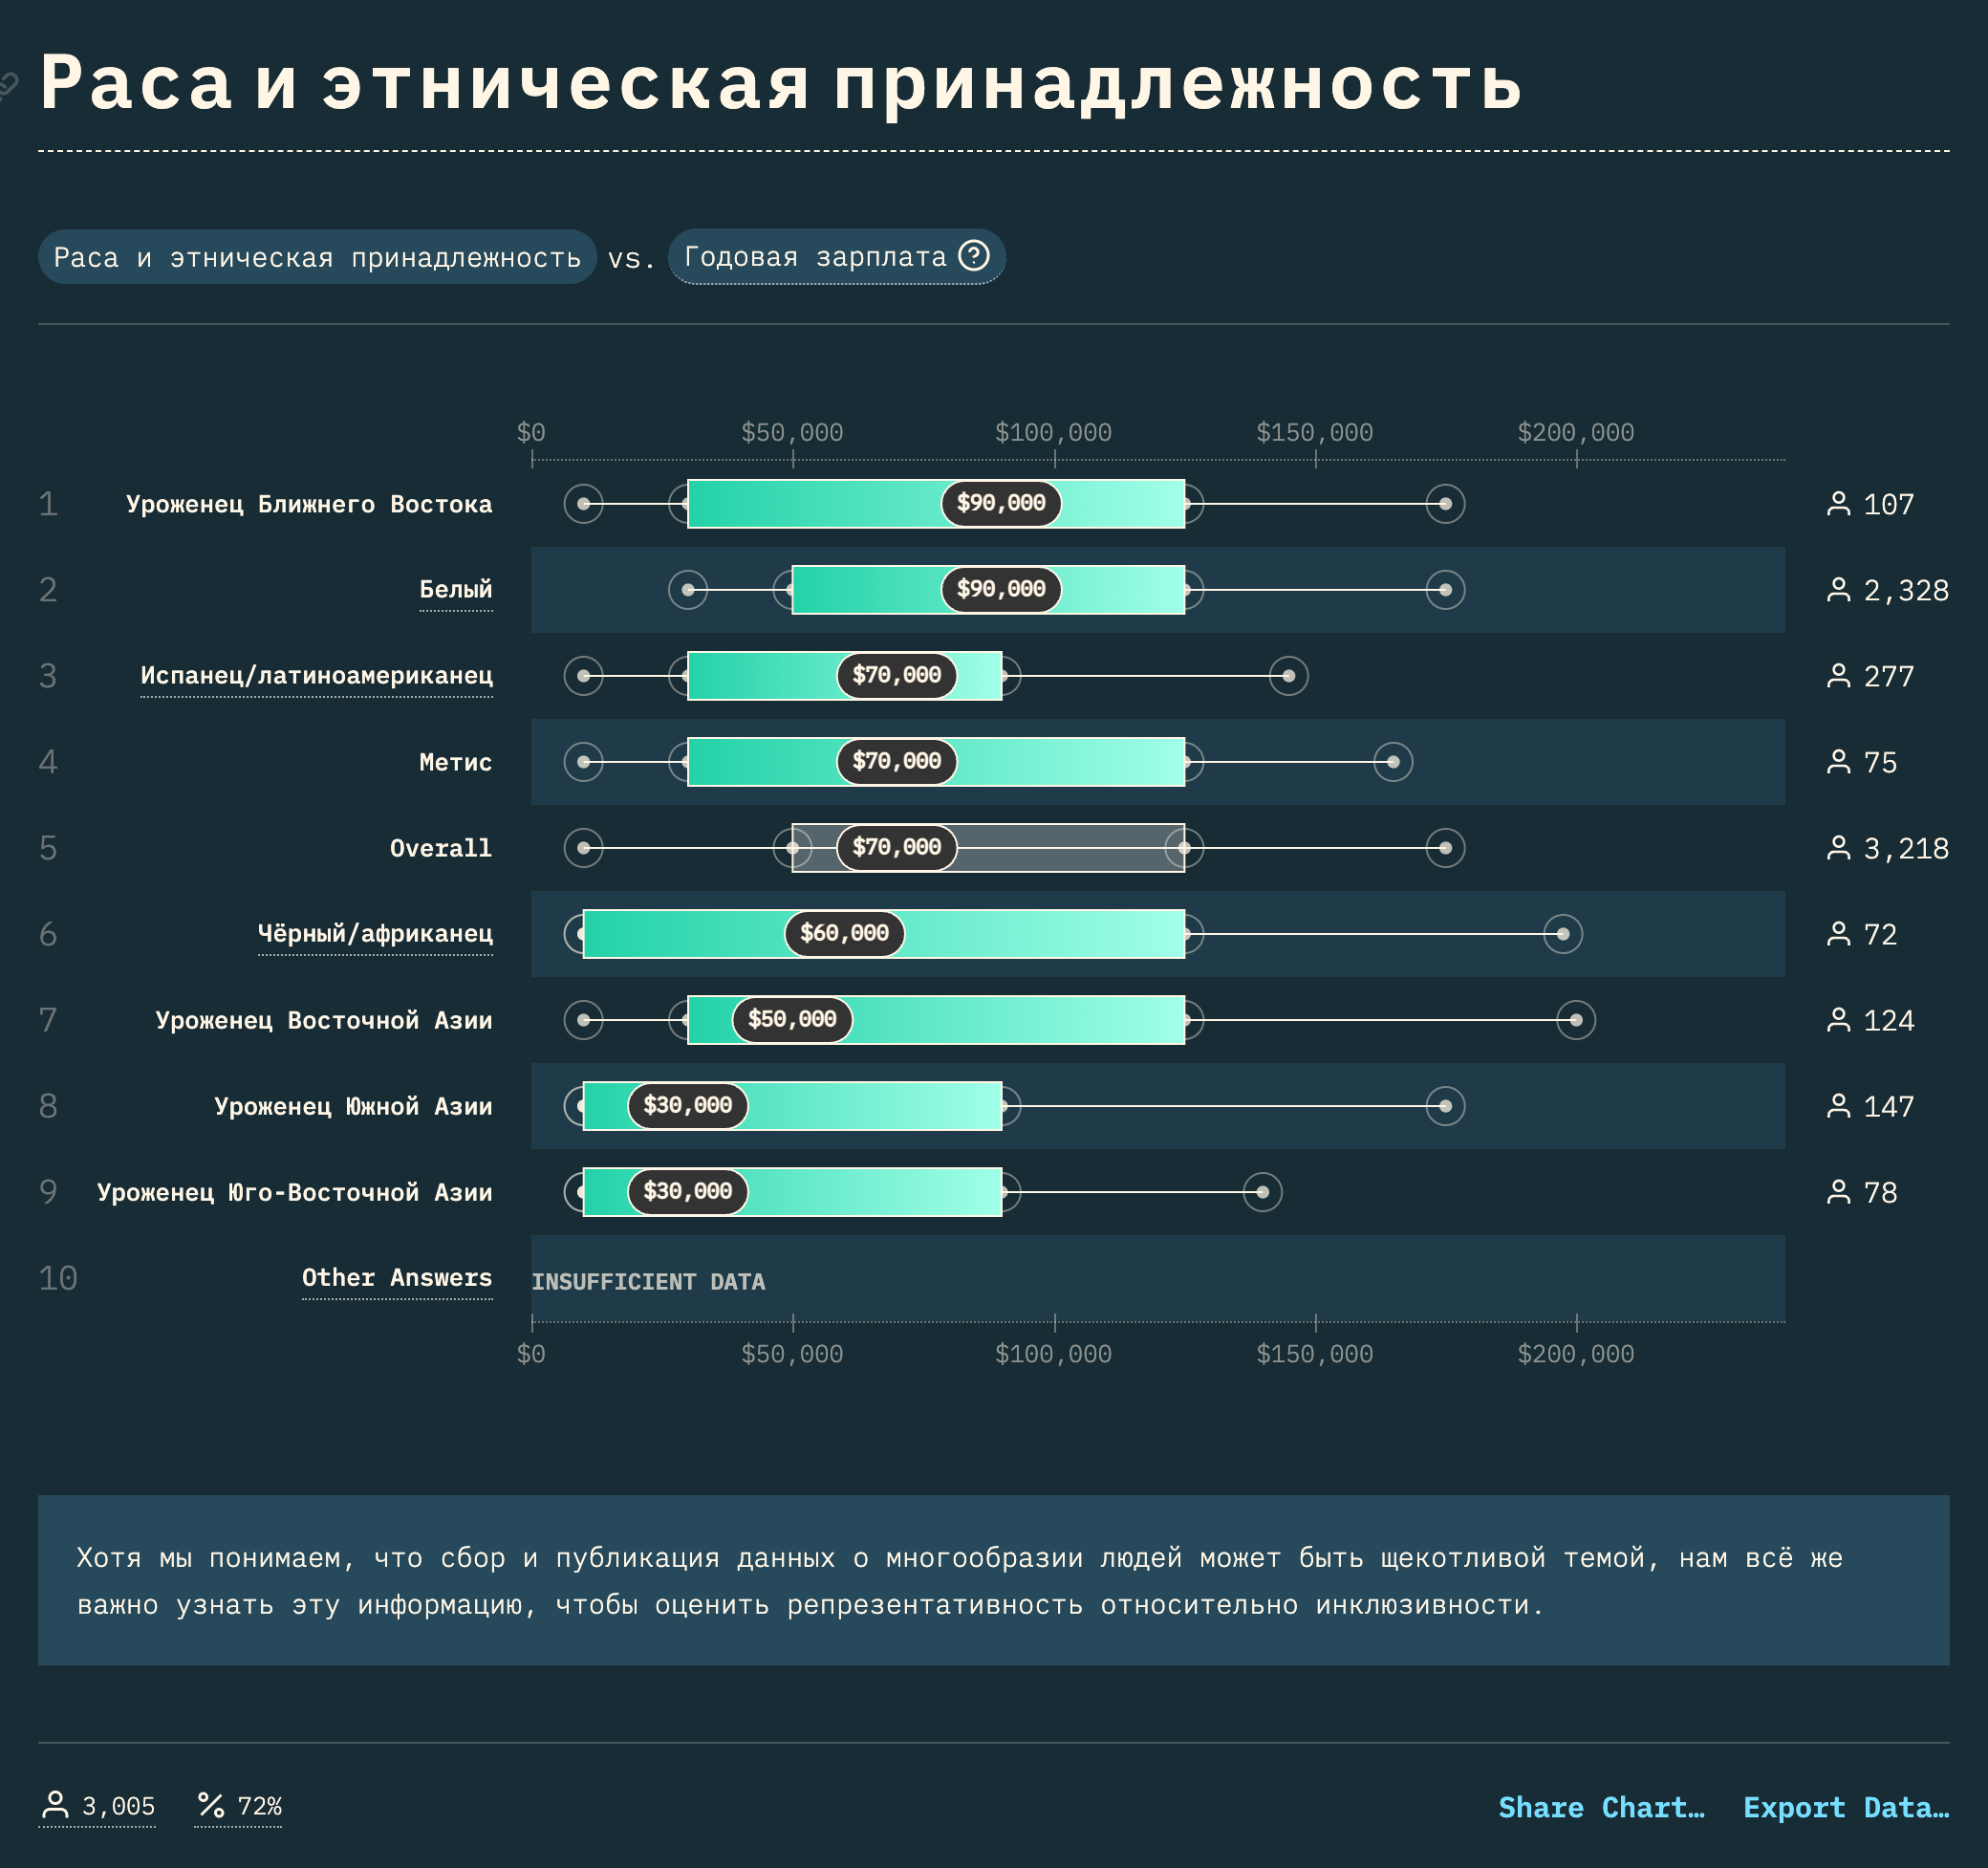 Раса и этническая принадлежность
Раса и этническая принадлежность vs. Годовая зарплата ?
$0 $50,000 $100,000 $150,000 $200,000
1 Уроженец Ближнего Востока $90,000 107
2 Белый $90,000 2,328
3 Испанец/латиноамериканец $70,000 277
4 Метис $70,000 75
5 Overall $70,000 3,218
6 Чёрный/африканец $60,000 72
7 Уроженец Восточной Азии $50,000 124
8 Уроженец Южной Азии $30,000 147
9 Уроженец Юго-Восточной Азии $30,000 78
10 Other Answers INSUFFICIENT DATA
$0 $50,000 $100,000 $150,000 $200,000
Хотя мы понимаем, что сбор и публикация данных о многообразии людей может быть щекотливой темой, нам всё же
важно узнать эту информацию, чтобы оценить репрезентативность относительно инклюзивности.
3,005 % 72% Share Chart… Export Data…